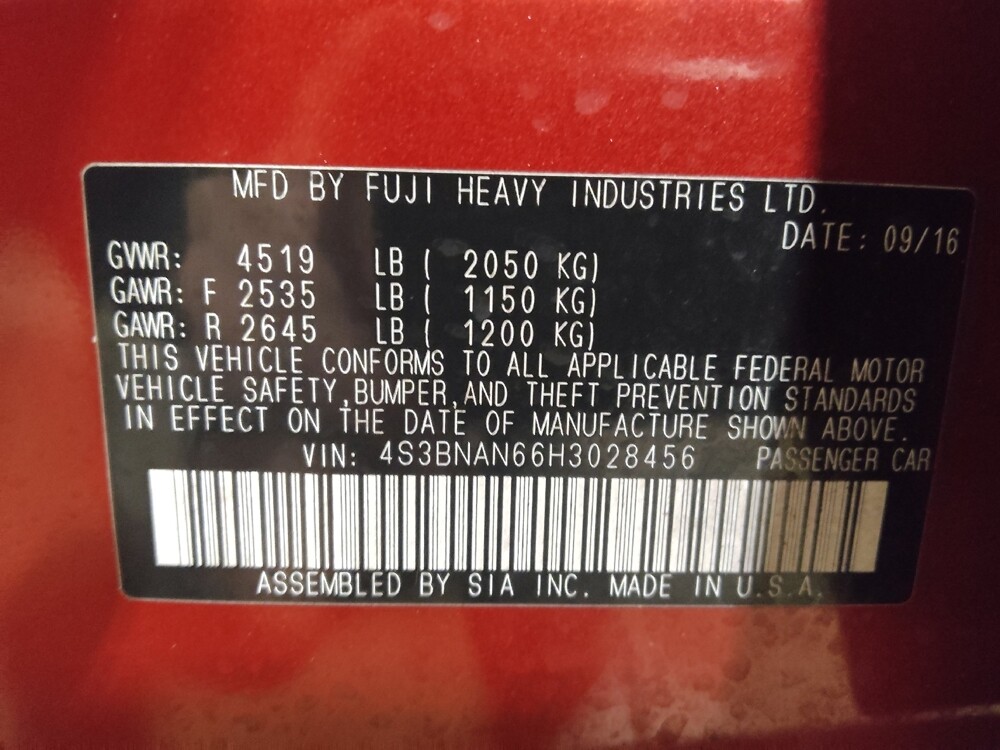 MFD BY FUJI HEAVY INDUSTRIES LTD.
DATE: 09/16
GVWR: 4519 LB ( 2050 KG)
GAWR: F 2535 LB ( 1150 KG)
GAWR: R 2645 LB ( 1200 KG)
THIS VEHICLE CONFORMS TO ALL APPLICABLE FEDERAL MOTOR
VEHICLE SAFETY,BUMPER,AND THEFT PREVENTION STANDARDS
IN EFFECT ON THE DATE OF MANUFACTURE SHOWN ABOVE.
VIN: 4S3BNAN66H3028456 PASSENGER CAR
ASSEMBLED BY SIA INC. MADE IN U.S.A.